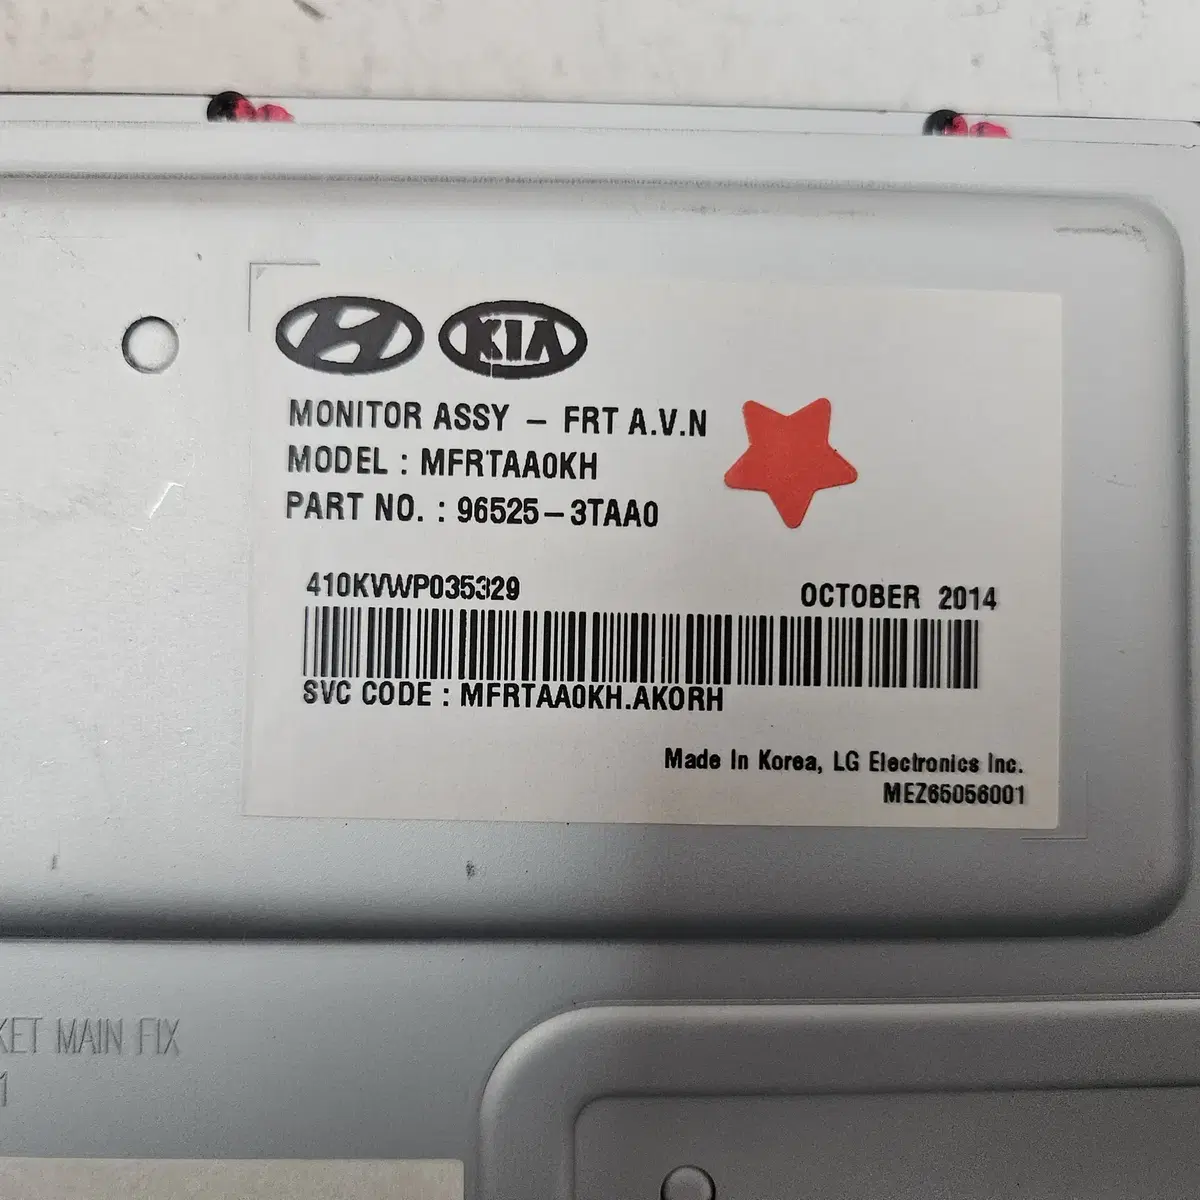 KIA
MONITOR ASSY – FRT A.V.N
MODEL : MFRTAA0KH
PART NO. : 96525–3TAA0
410KVWP035329
OCTOBER 2014
SVC CODE : MFRTAA0KH.AKORH
Made In Korea, LG Electronics Inc.
MEZ65056001
KET MAIN FIX
1